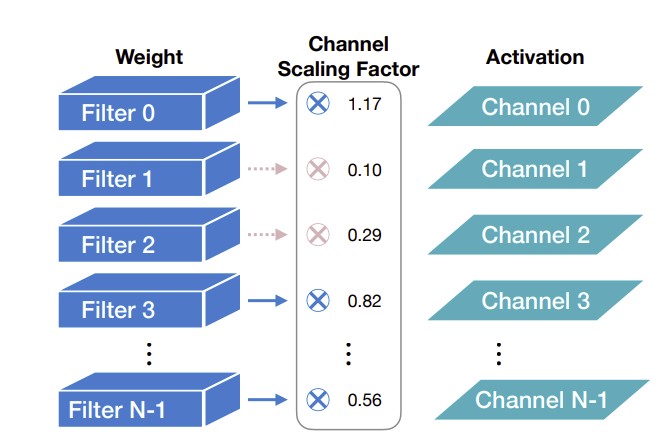 Weight
Channel
Scaling Factor
Activation
Filter 0
1.17
Channel 0
Filter 1
0.10
Channel 1
Filter 2
0.29
Channel 2
Filter 3
0.82
Channel 3
Filter N-1
0.56
Channel N-1